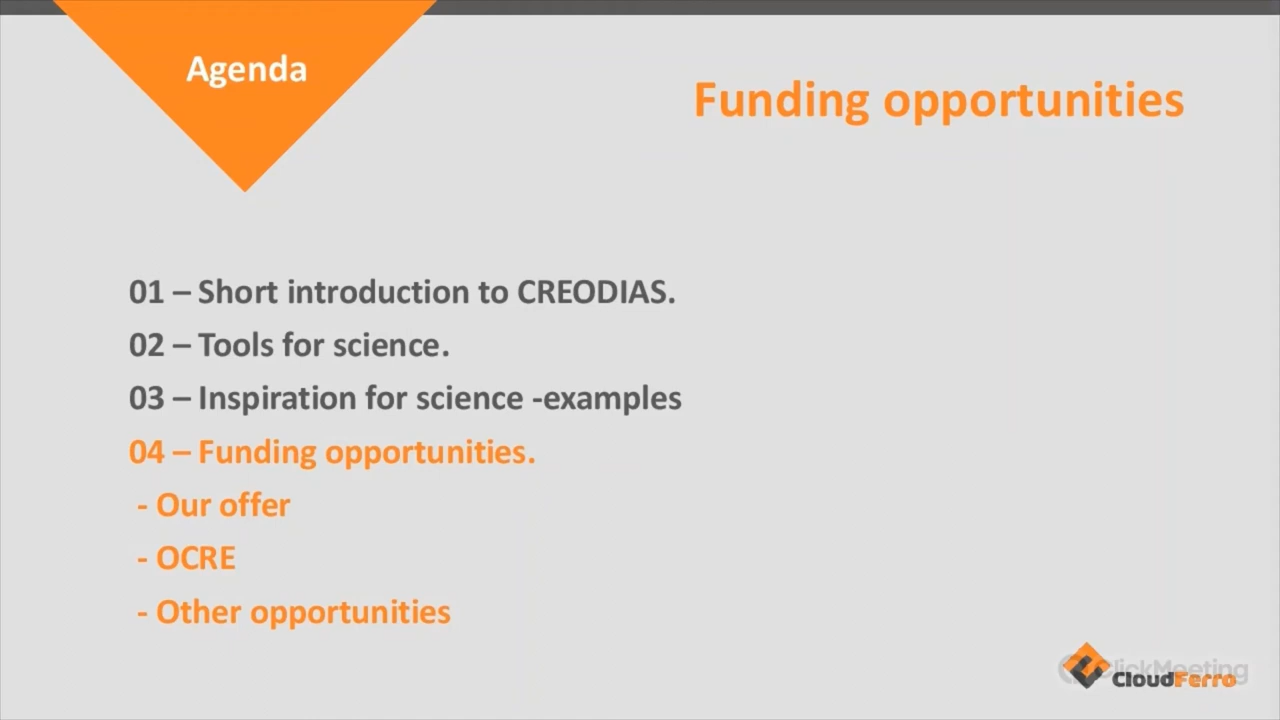 Agenda
Funding opportunities
01 – Short introduction to CREODIAS.
02 – Tools for science.
03 – Inspiration for science -examples
04 – Funding opportunities.
- Our offer
- OCRE
- Other opportunities
ClickMeeting
CloudFerro